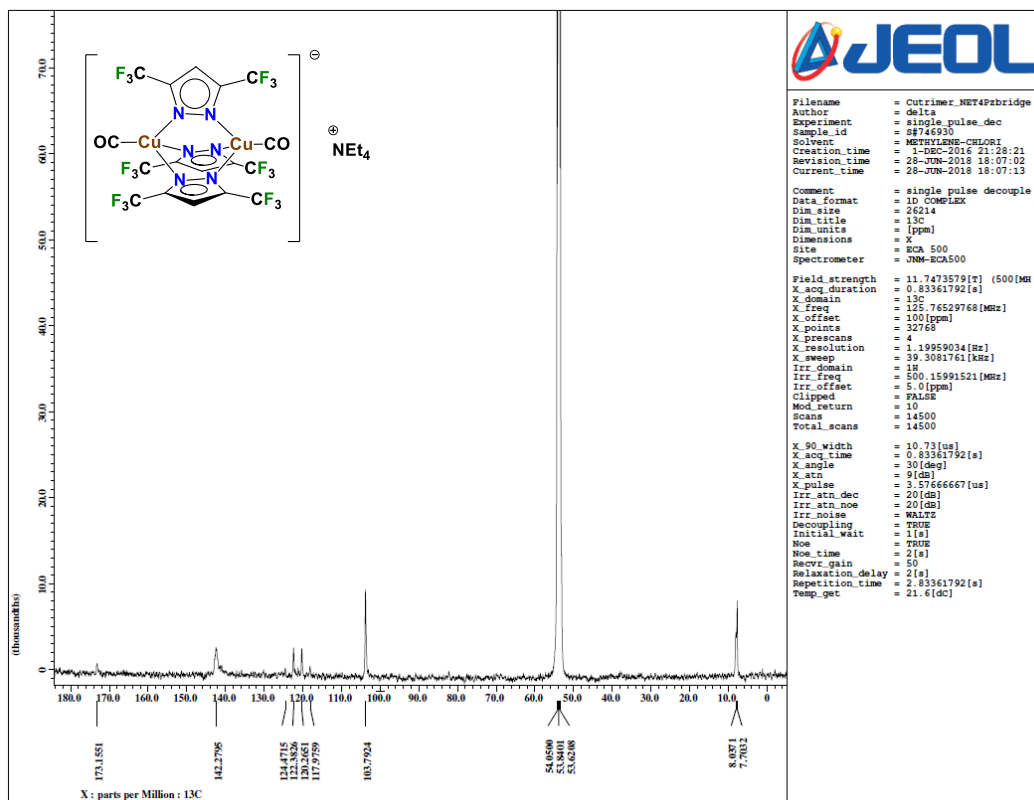 JEOL
F₃C
CF₃
⊖
N
N
OC
Cu
Cu
CO
⊕
NEt₄
N
N
F₃C
CF₃
N
N
F₃C
CF₃
Filename = Cutrimer_NET4Pzbridge
Author = delta
Experiment = single_pulse_dec
Sample_id = S#746930
Solvent = METHYLENE-CHLORI
Creation_time = 1-DEC-2016 21:28:21
Revision_time = 28-JUN-2018 18:07:02
Current_time = 28-JUN-2018 18:07:13
Comment = single pulse decouple
Data_format = 1D COMPLEX
Dim_size = 26214
Dim_title = 13C
Dim_units = [ppm]
Dimensions = X
Site = ECA 500
Spectrometer = JNM-ECA500
Field_strength = 11.7473579[T] (500[MH
X_acq_duration = 0.83361792[s]
X_domain = 13C
X_freq = 125.76529768[MHz]
X_offset = 100[ppm]
X_points = 32768
X_prescans = 4
X_resolution = 1.19959034[Hz]
X_sweep = 39.3081761[kHz]
Irr_domain = 1H
Irr_freq = 500.15991521[MHz]
Irr_offset = 5.0[ppm]
Clipped = FALSE
Mod_return = 10
Scans = 14500
Total_scans = 14500
X_90_width = 10.73[us]
X_acq_time = 0.83361792[s]
X_angle = 30[deg]
X_atn = 9[dB]
X_pulse = 3.57666667[us]
Irr_atn_dec = 20[dB]
Irr_atn_noe = 20[dB]
Irr_noise = WALTZ
Decoupling = TRUE
Initial_wait = 1[s]
Noe = TRUE
Noe_time = 2[s]
Recvr_gain = 50
Relaxation_delay = 2[s]
Repetition_time = 2.83361792[s]
Temp_get = 21.6[dC]
(thousandths)
70.0
60.0
50.0
40.0
30.0
20.0
10.0
0
180.0 170.0 160.0 150.0 140.0 130.0 120.0 110.0 100.0 90.0 80.0 70.0 60.0 50.0 40.0 30.0 20.0 10.0 0
173.1551
142.2795
124.4715
122.3826
120.2651
117.9759
103.7924
54.0500
53.8401
53.6208
8.0371
7.7032
X : parts per Million : 13C